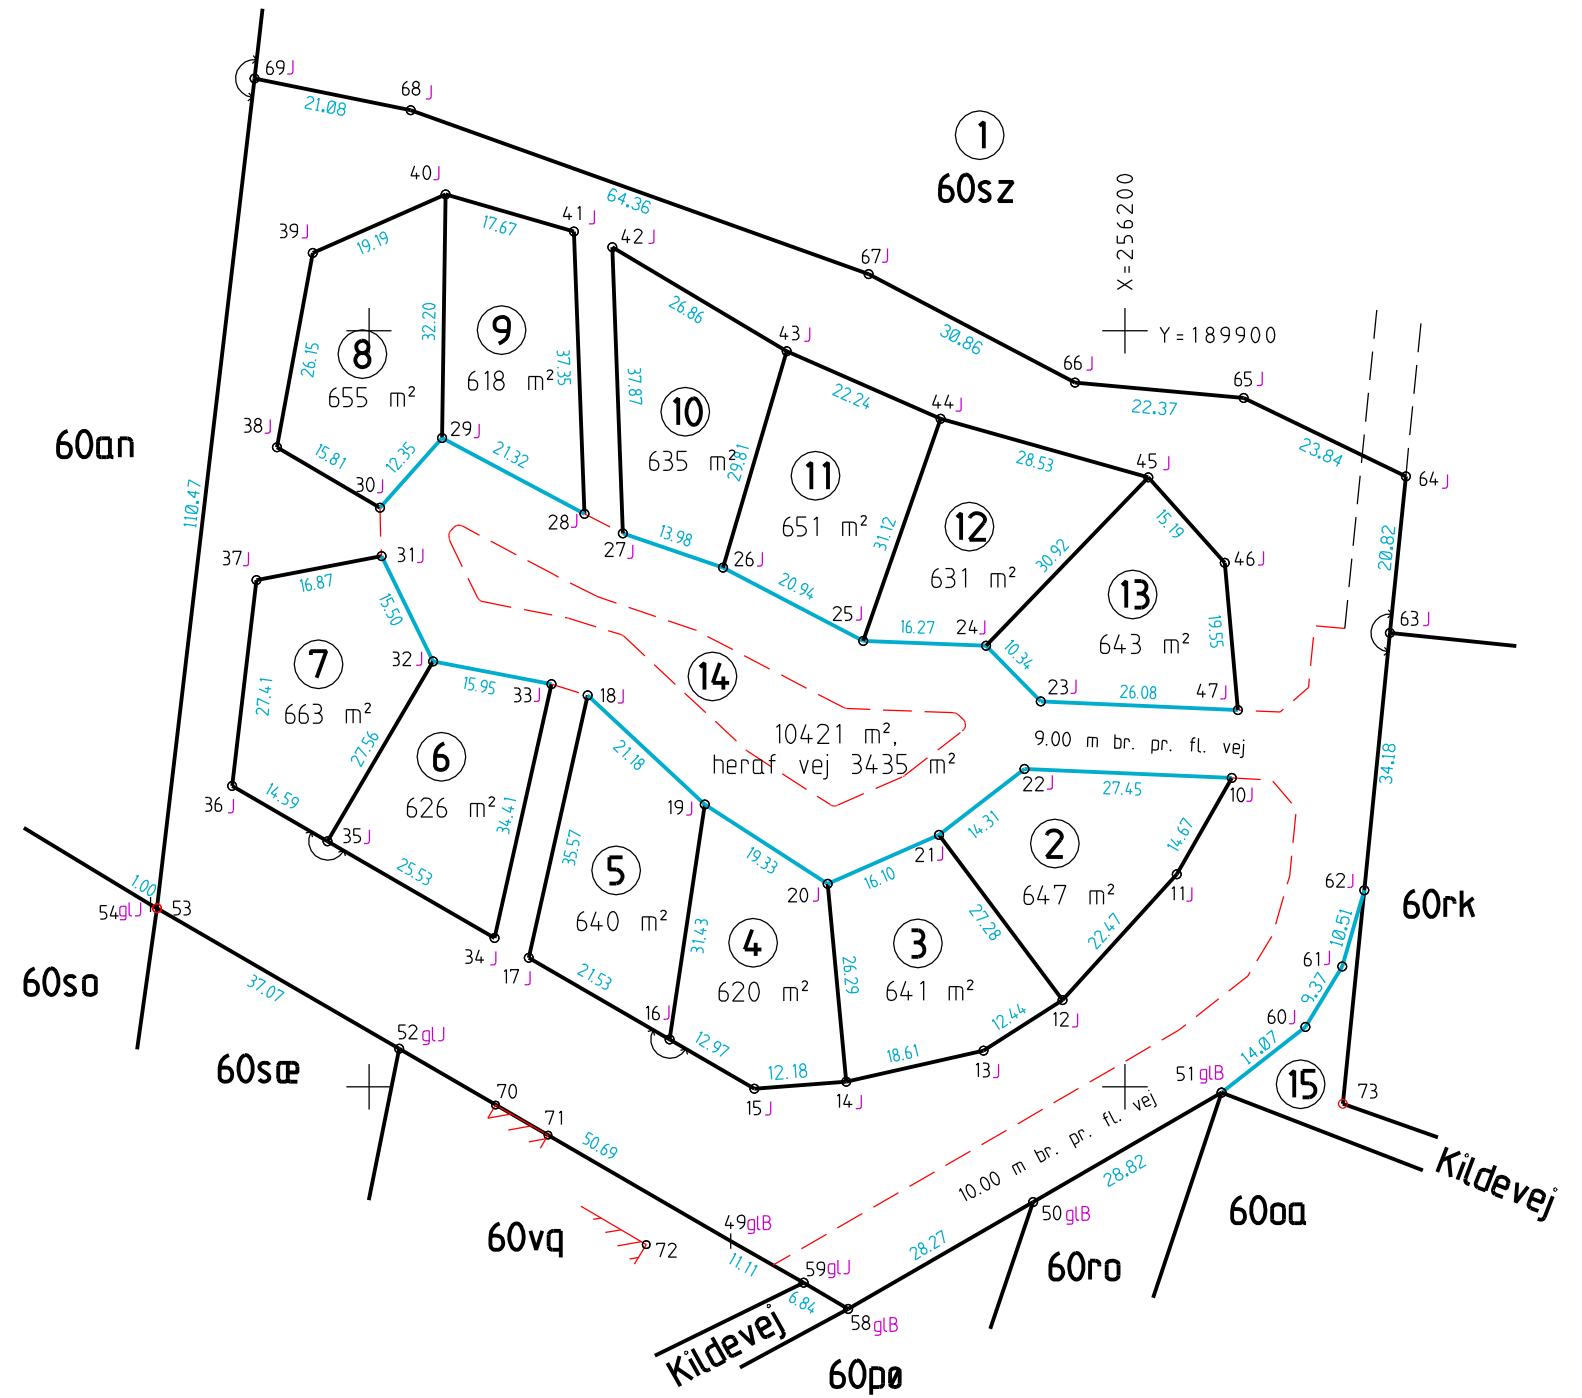 69J
21.08
68J
1
60sz
X=256200
Y=189900
40J
64.36
41J
17.67
42J
39J
19.19
67J
26.86
30.86
32.20
9
618 m²
37.35
26.15
8
655 m²
37.87
43J
66J
65J
22.37
10
635 m²
29.81
22.24
44J
23.84
38J
29J
60an
15.81
12.35
21.32
28.53
45J
64J
11
651 m²
30J
110.47
28J
27J
13.98
31.12
12
631 m²
15.19
20.82
37J
31J
16.87
26J
20.94
30.92
46J
15.50
13
643 m²
19.55
25J
16.27
24J
63J
10.34
7
663 m²
32J
27.41
15.95
33J
18J
14
23J
26.08
47J
27.56
10421 m²,
heraf vej 3435 m²
9.00 m br. pr. fl. vej
34.18
6
626 m²
21.18
22J
27.45
10J
36J
14.59
35J
34.41
19J
14.31
14.67
35.57
5
640 m²
19.33
21J
2
647 m²
25.53
20J
16.10
11J
62J
60rk
1.00
54glJ
53
31.43
4
620 m²
27.28
22.47
10.51
34J
17J
21.53
26.29
3
641 m²
61J
60so
37.07
9.37
16J
12J
60J
12.97
12.44
52glJ
12.18
18.61
13J
14.07
60sæ
15J
14J
51glB
15
73
70
71
10.00 m br. pr. fl. vej
50.69
28.82
Kildevej
60vq
72
49glB
50glB
60oa
11.11
28.27
60ro
59glJ
6.84
58glB
Kildevej
60pø